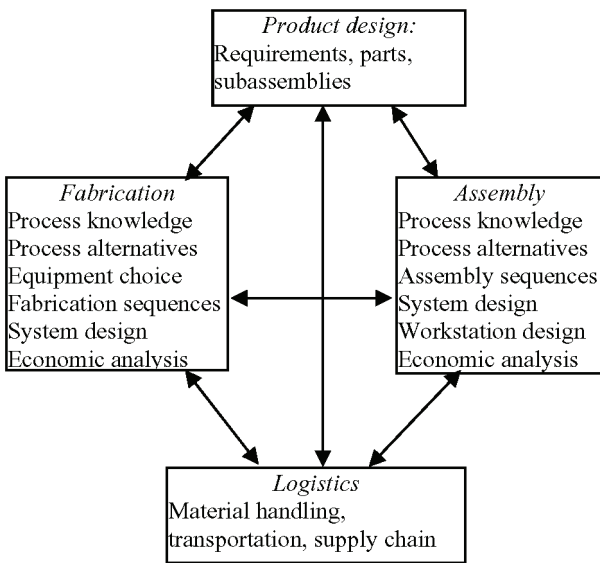 Product design:
Requirements, parts,
subassemblies
Fabrication
Process knowledge
Process alternatives
Equipment choice
Fabrication sequences
System design
Economic analysis
Assembly
Process knowledge
Process alternatives
Assembly sequences
System design
Workstation design
Economic analysis
Logistics
Material handling,
transportation, supply chain